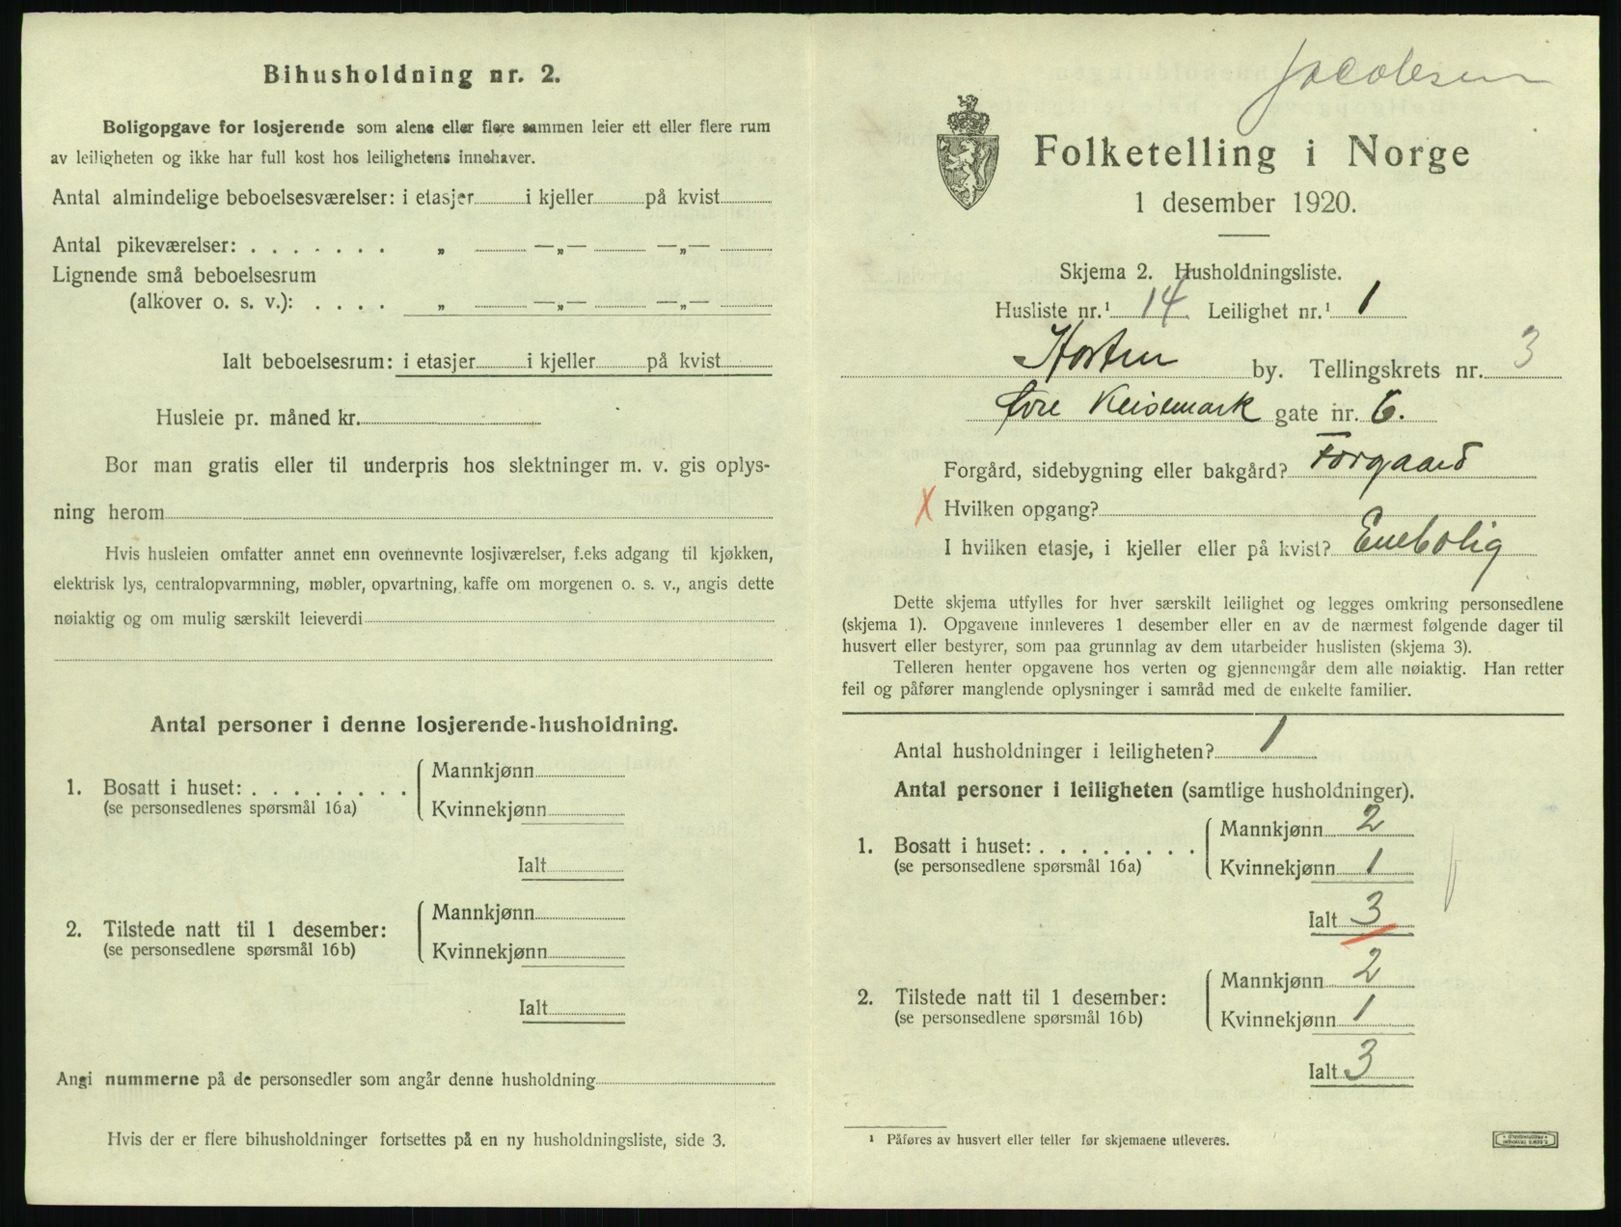 Bihusholdning nr. 2.
Boligopgave for losjerende som alene eller flere sammen leier ett eller flere rum
av leiligheten og ikke har full kost hos leilighetens innehaver.
Antal almindelige beboelsesværelser: i etasjer i kjeller på kvist
Antal pikeværelser: . . . . . . . „ —„— —„—
Lignende små beboelsesrum
(alkover o. s. v.): . . . . „ —„— —„—
Ialt beboelsesrum: i etasjer i kjeller på kvist
Husleie pr. måned kr.
Bor man gratis eller til underpris hos slektninger m. v. gis oplys-
ning herom
Hvis husleien omfatter annet enn ovennevnte losjiværelser, f.eks adgang til kjøkken,
elektrisk lys, centralopvarmning, møbler, opvartning, kaffe om morgenen o. s. v., angis dette
nøiaktig og om mulig særskilt leieverdi
Antal personer i denne losjerende-husholdning.
1. Bosatt i huset: . . . . . . . .
(se personsedlenes spørsmål 16a)
Mannkjønn
Kvinnekjønn
Ialt
2. Tilstede natt til 1 desember:
(se personsedlene spørsmål 16b)
Mannkjønn
Kvinnekjønn
Ialt
Angi nummerne på de personsedler som angår denne husholdning
Hvis der er flere bihusholdninger fortsettes på en ny husholdningsliste, side 3.
Jacobsen
Folketelling i Norge
1 desember 1920.
Skjema 2. Husholdningsliste.
Husliste nr.¹ 14. Leilighet nr.¹ 1
Horten by. Tellingskrets nr. 3
Øvre Keisemark gate nr. 6.
Forgård, sidebygning eller bakgård? Forgaard
X Hvilken opgang?
I hvilken etasje, i kjeller eller på kvist? Enebolig
Dette skjema utfylles for hver særskilt leilighet og legges omkring personsedlene
(skjema 1). Opgavene innleveres 1 desember eller en av de nærmest følgende dager til
husvert eller bestyrer, som paa grunnlag av dem utarbeider huslisten (skjema 3).
Telleren henter opgavene hos verten og gjennemgår dem alle nøiaktig. Han retter
feil og påfører manglende oplysninger i samråd med de enkelte familier.
Antal husholdninger i leiligheten? 1
Antal personer i leiligheten (samtlige husholdninger).
1. Bosatt i huset: . . . . . . . .
(se personsedlene spørsmål 16a)
Mannkjønn 2
Kvinnekjønn 1
Ialt 3
2. Tilstede natt til 1 desember:
(se personsedlene spørsmål 16b)
Mannkjønn 2
Kvinnekjønn 1
Ialt 3
¹ Påføres av husvert eller teller før skjemaene utleveres.